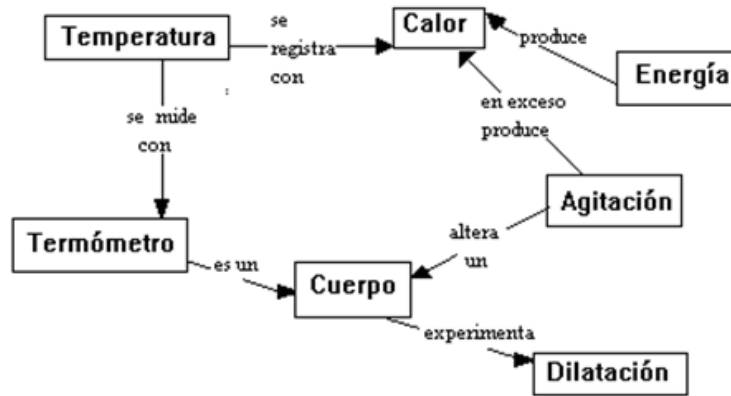 Temperatura
se
registra
con
Calor
produce
Energía
se mide
con
en exceso
produce
Agitación
Termómetro
es un
altera
un
Cuerpo
experimenta
Dilatación